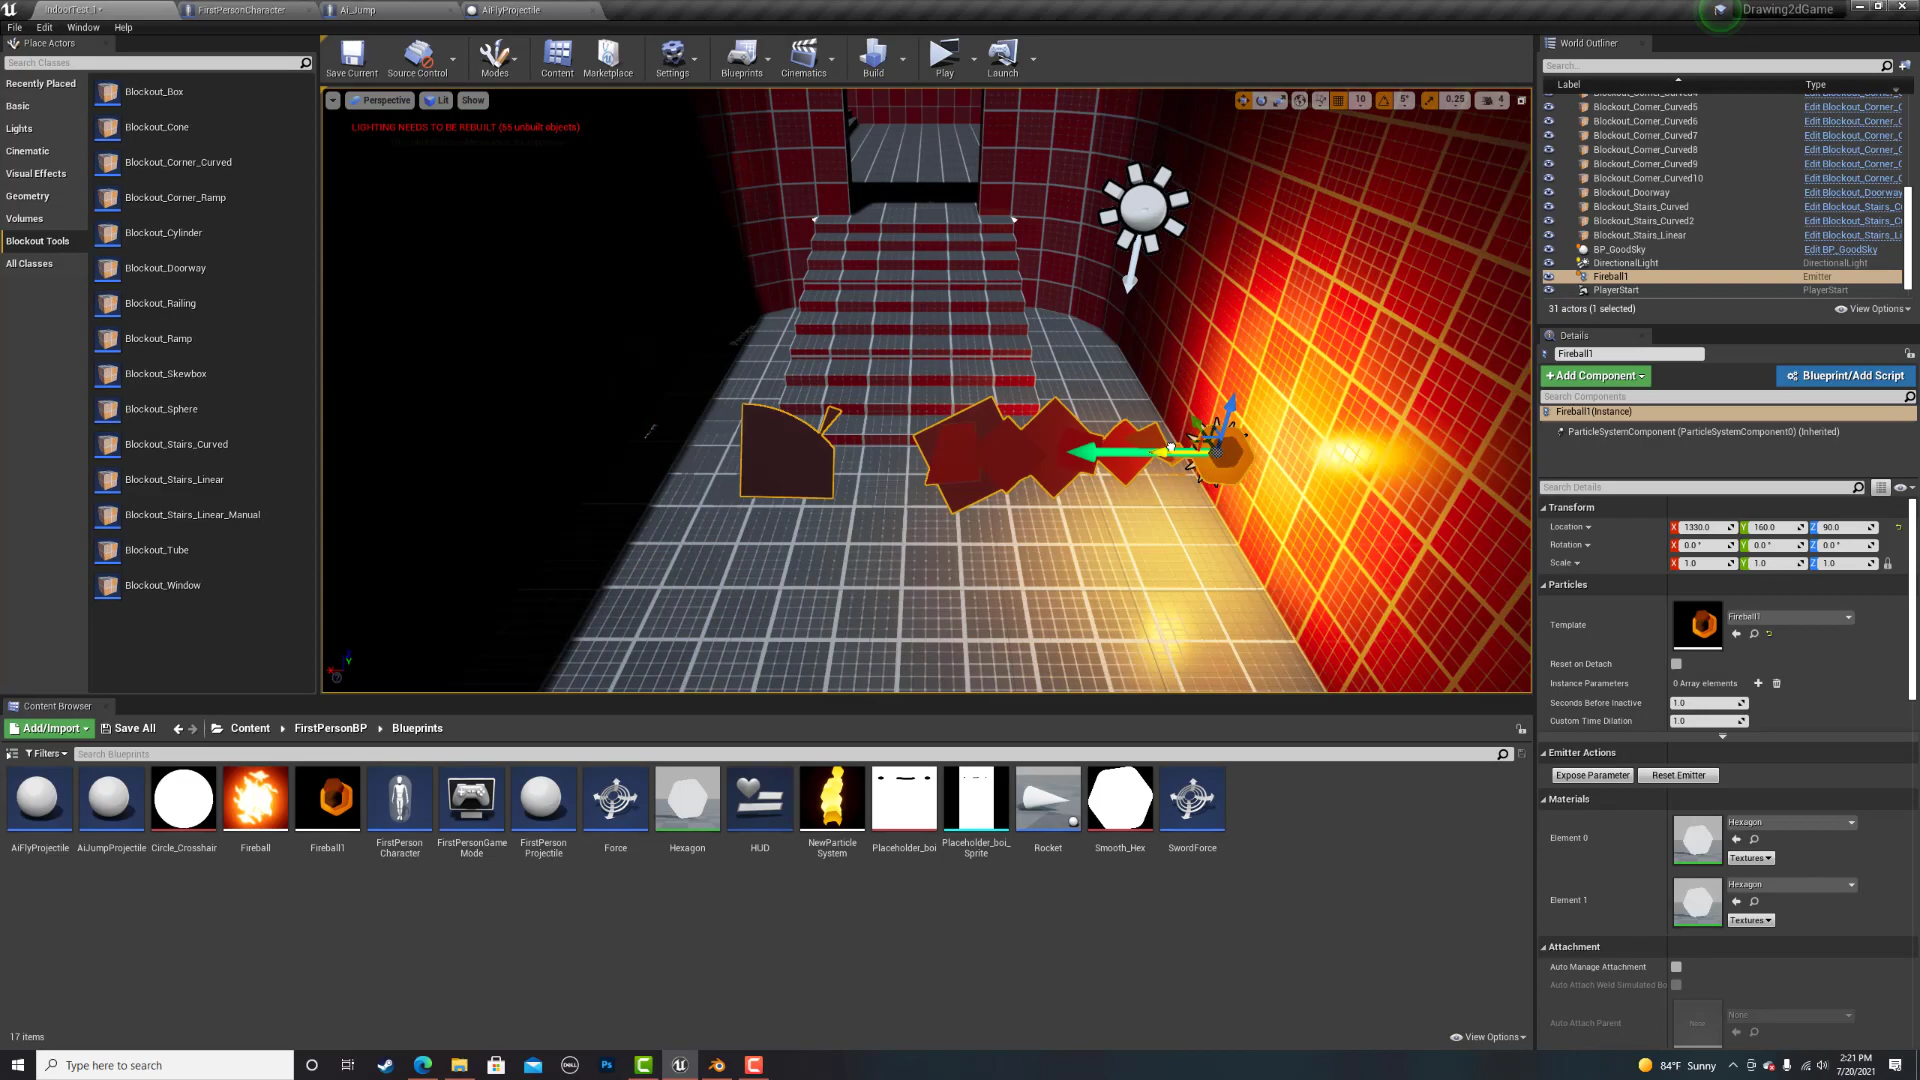 IndoorTest_1*
FirstPersonCharacter
Ai_Jump
AiFlyProjectile
Drawing2dGame
File Edit Window Help
Place Actors
Search Classes
Recently Placed
Basic
Lights
Cinematic
Visual Effects
Geometry
Volumes
Blockout Tools
All Classes
Blockout_Box
Blockout_Cone
Blockout_Corner_Curved
Blockout_Corner_Ramp
Blockout_Cylinder
Blockout_Doorway
Blockout_Railing
Blockout_Ramp
Blockout_Skewbox
Blockout_Sphere
Blockout_Stairs_Curved
Blockout_Stairs_Linear
Blockout_Stairs_Linear_Manual
Blockout_Tube
Blockout_Window
Save Current
Source Control
Modes
Content
Marketplace
Settings
Blueprints
Cinematics
Build
Play
Launch
Perspective
Lit
Show
10
5°
0.25
4
LIGHTING NEEDS TO BE REBUILT (55 unbuilt objects)
World Outliner
Search...
Label Type
Blockout_Corner_Curved5 Edit Blockout_Corner_C
Blockout_Corner_Curved6 Edit Blockout_Corner_C
Blockout_Corner_Curved7 Edit Blockout_Corner_C
Blockout_Corner_Curved8 Edit Blockout_Corner_C
Blockout_Corner_Curved9 Edit Blockout_Corner_C
Blockout_Corner_Curved10 Edit Blockout_Corner_C
Blockout_Doorway Edit Blockout_Doorway
Blockout_Stairs_Curved Edit Blockout_Stairs_C
Blockout_Stairs_Curved2 Edit Blockout_Stairs_C
Blockout_Stairs_Linear Edit Blockout_Stairs_Li
BP_GoodSky Edit BP_GoodSky
DirectionalLight DirectionalLight
Fireball1 Emitter
PlayerStart PlayerStart
31 actors (1 selected) View Options
Details
Fireball1
+ Add Component Blueprint/Add Script
Search Components
Fireball1(Instance)
ParticleSystemComponent (ParticleSystemComponent0) (Inherited)
Search Details
Transform
Location X 1330.0 Y 160.0 Z 90.0
Rotation X 0.0 ° Y 0.0 ° Z 0.0 °
Scale X 1.0 Y 1.0 Z 1.0
Particles
Template Fireball1
Reset on Detach
Instance Parameters 0 Array elements
Seconds Before Inactive 1.0
Custom Time Dilation 1.0
Emitter Actions
Expose Parameter Reset Emitter
Materials
Element 0 Hexagon
Textures
Element 1 Hexagon
Textures
Attachment
Auto Manage Attachment
Auto Attach Weld Simulated Bo
Auto Attach Parent None None
Content Browser
Add/Import Save All Content FirstPersonBP Blueprints
Filters Search Blueprints
AiFlyProjectile
AiJumpProjectile
Circle_Crosshair
Fireball
Fireball1
FirstPerson
Character
FirstPersonGame
Mode
FirstPerson
Projectile
Force
Hexagon
HUD
NewParticle
System
Placeholder_boi
Placeholder_boi_
Sprite
Rocket
Smooth_Hex
SwordForce
17 items View Options
Type here to search
DELL
Ps
84°F Sunny
2:21 PM
7/20/2021